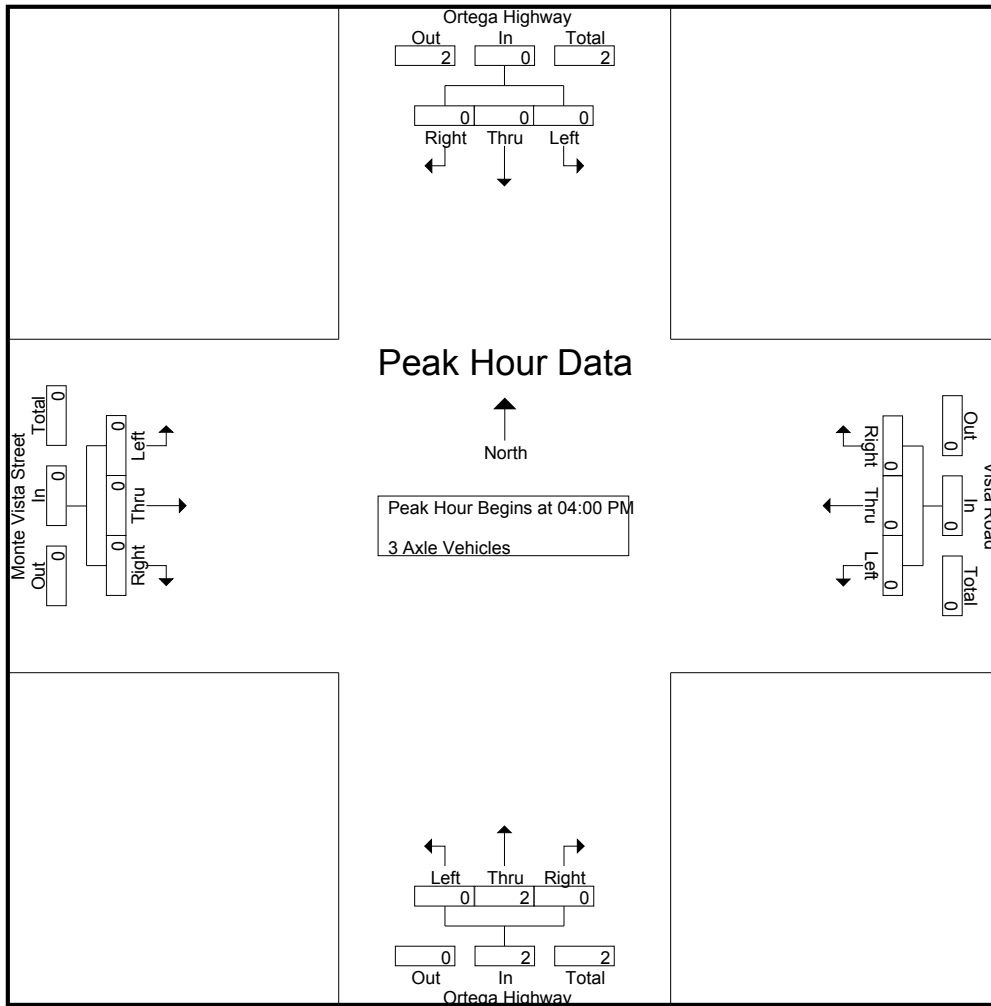 Ortega Highway
Out In Total
2 0 2
0 0 0
Right Thru Left
Peak Hour Data
North
Peak Hour Begins at 04:00 PM
3 Axle Vehicles
Monte Vista Street
Total In Out
0 0 0
0 0 0
Left Thru Right
Right Thru Left
0 0 0
0 0 0
Out In Total
Vista Road
Left Thru Right
0 2 0
0 2 2
Out In Total
Ortega Highway